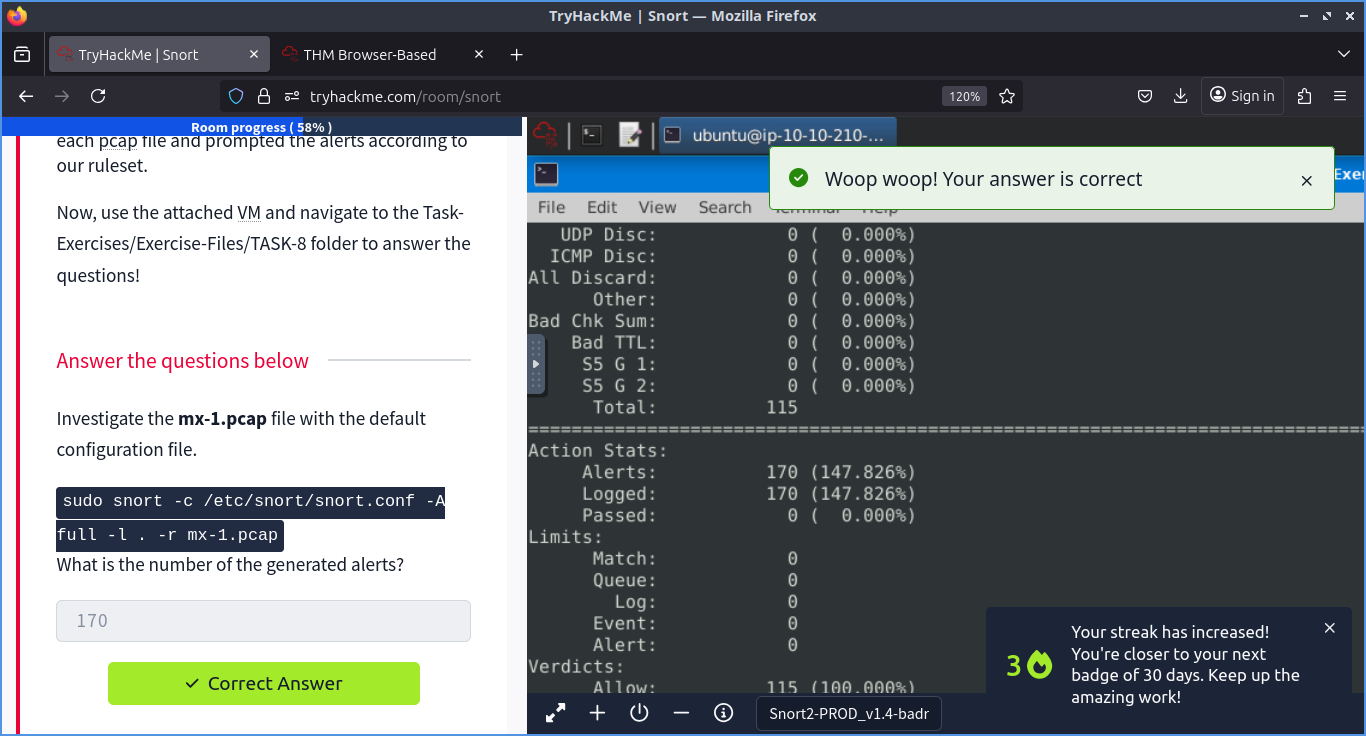 TryHackMe | Snort — Mozilla Firefox
TryHackMe | Snort
THM Browser-Based
tryhackme.com/room/snort
120%
Sign in
Room progress ( 58% )
each pcap file and prompted the alerts according to
our ruleset.
Now, use the attached VM and navigate to the Task-
Exercises/Exercise-Files/TASK-8 folder to answer the
questions!
Answer the questions below
Investigate the mx-1.pcap file with the default
configuration file.
sudo snort -c /etc/snort/snort.conf -A
full -l . -r mx-1.pcap
What is the number of the generated alerts?
170
Correct Answer
ubuntu@ip-10-10-210-...
Woop woop! Your answer is correct
File Edit View Search Terminal Help
UDP Disc: 0 ( 0.000%)
ICMP Disc: 0 ( 0.000%)
All Discard: 0 ( 0.000%)
Other: 0 ( 0.000%)
Bad Chk Sum: 0 ( 0.000%)
Bad TTL: 0 ( 0.000%)
S5 G 1: 0 ( 0.000%)
S5 G 2: 0 ( 0.000%)
Total: 115
===============================================================================
Action Stats:
Alerts: 170 (147.826%)
Logged: 170 (147.826%)
Passed: 0 ( 0.000%)
Limits:
Match: 0
Queue: 0
Log: 0
Event: 0
Alert: 0
Verdicts:
Allow: 115 (100.000%)
3
Your streak has increased!
You're closer to your next
badge of 30 days. Keep up the
amazing work!
Snort2-PROD_v1.4-badr